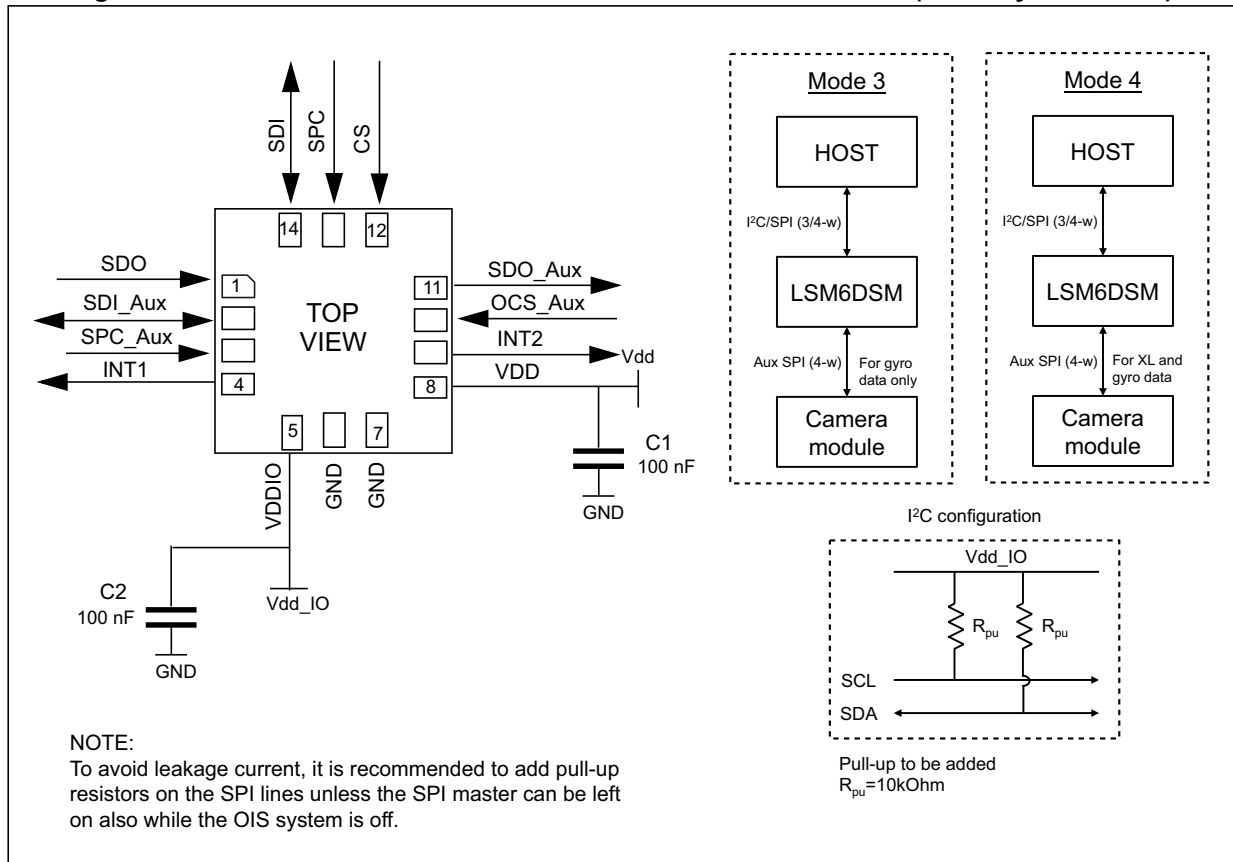 SDI
SPC
CS
14
12
SDO
1
SDI_Aux
SPC_Aux
INT1
4
TOP
VIEW
11
SDO_Aux
OCS_Aux
INT2
Vdd
VDD
8
5
7
VDDIO
GND
GND
C1
100 nF
GND
C2
100 nF
GND
Vdd_IO
Mode 3
HOST
I²C/SPI (3/4-w)
LSM6DSM
Aux SPI (4-w)
For gyro
data only
Camera
module
Mode 4
HOST
I²C/SPI (3/4-w)
LSM6DSM
Aux SPI (4-w)
For XL and
gyro data
Camera
module
I²C configuration
Vdd_IO
Rpu
Rpu
SCL
SDA
Pull-up to be added
Rpu=10kOhm
NOTE:
To avoid leakage current, it is recommended to add pull-up
resistors on the SPI lines unless the SPI master can be left
on also while the OIS system is off.